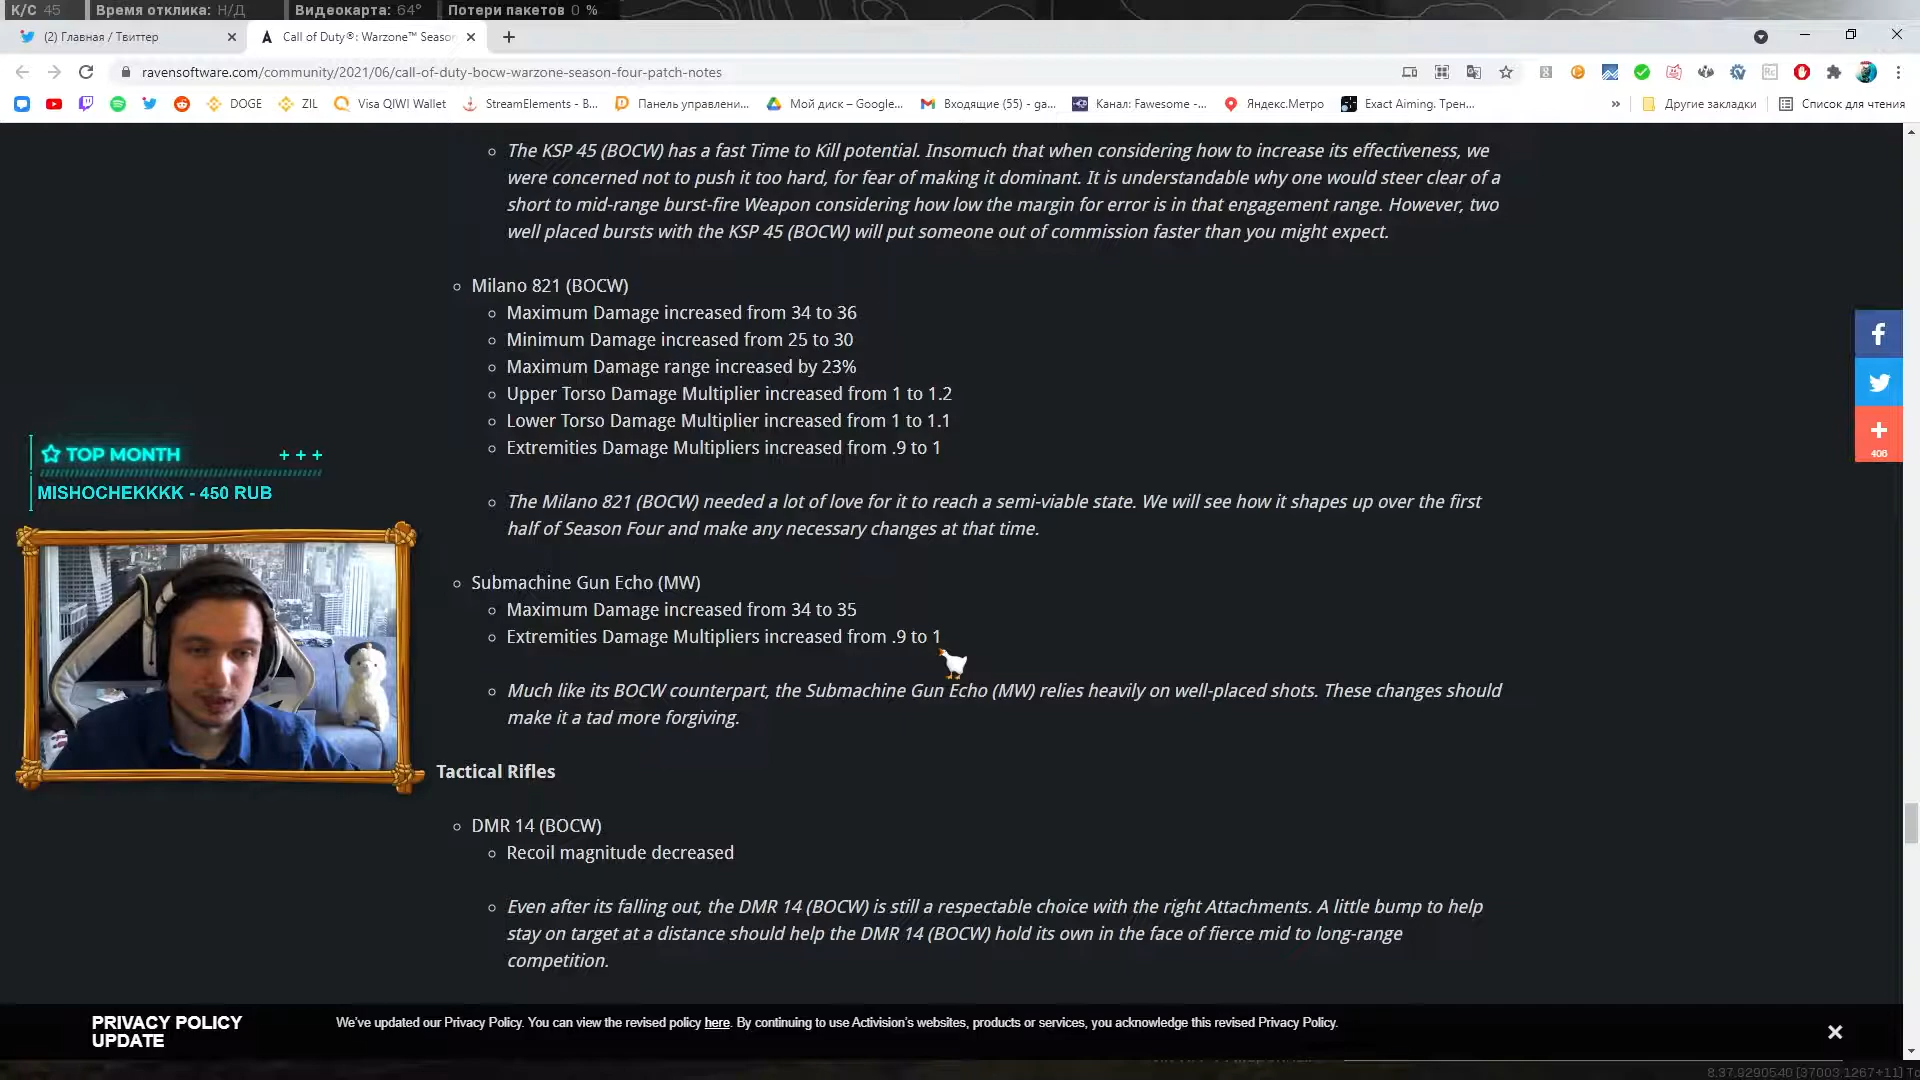 K/C 45 Время отклика: Н/Д Видеокарта: 64° Потери пакетов 0 %
(2) Главная / Твиттер
Call of Duty®: Warzone™ Seaso
ravensoftware.com/community/2021/06/call-of-duty-bocw-warzone-season-four-patch-notes
DOGE ZIL Visa QIWI Wallet StreamElements - B... Панель управлени... Мой диск – Google... Входящие (55) - ga... Канал: Fawesome -... Яндекс.Метро Exact Aiming. Трен... » Другие закладки Список для чтения
The KSP 45 (BOCW) has a fast Time to Kill potential. Insomuch that when considering how to increase its effectiveness, we
were concerned not to push it too hard, for fear of making it dominant. It is understandable why one would steer clear of a
short to mid-range burst-fire Weapon considering how low the margin for error is in that engagement range. However, two
well placed bursts with the KSP 45 (BOCW) will put someone out of commission faster than you might expect.
Milano 821 (BOCW)
Maximum Damage increased from 34 to 36
Minimum Damage increased from 25 to 30
Maximum Damage range increased by 23%
Upper Torso Damage Multiplier increased from 1 to 1.2
Lower Torso Damage Multiplier increased from 1 to 1.1
Extremities Damage Multipliers increased from .9 to 1
The Milano 821 (BOCW) needed a lot of love for it to reach a semi-viable state. We will see how it shapes up over the first
half of Season Four and make any necessary changes at that time.
Submachine Gun Echo (MW)
Maximum Damage increased from 34 to 35
Extremities Damage Multipliers increased from .9 to 1
Much like its BOCW counterpart, the Submachine Gun Echo (MW) relies heavily on well-placed shots. These changes should
make it a tad more forgiving.
Tactical Rifles
DMR 14 (BOCW)
Recoil magnitude decreased
Even after its falling out, the DMR 14 (BOCW) is still a respectable choice with the right Attachments. A little bump to help
stay on target at a distance should help the DMR 14 (BOCW) hold its own in the face of fierce mid to long-range
competition.
406
TOP MONTH + + +
MISHOCHEKKKK - 450 RUB
PRIVACY POLICY
UPDATE
We've updated our Privacy Policy. You can view the revised policy here. By continuing to use Activision's websites, products or services, you acknowledge this revised Privacy Policy.
8.37.9290540 [37003.1267+11] To